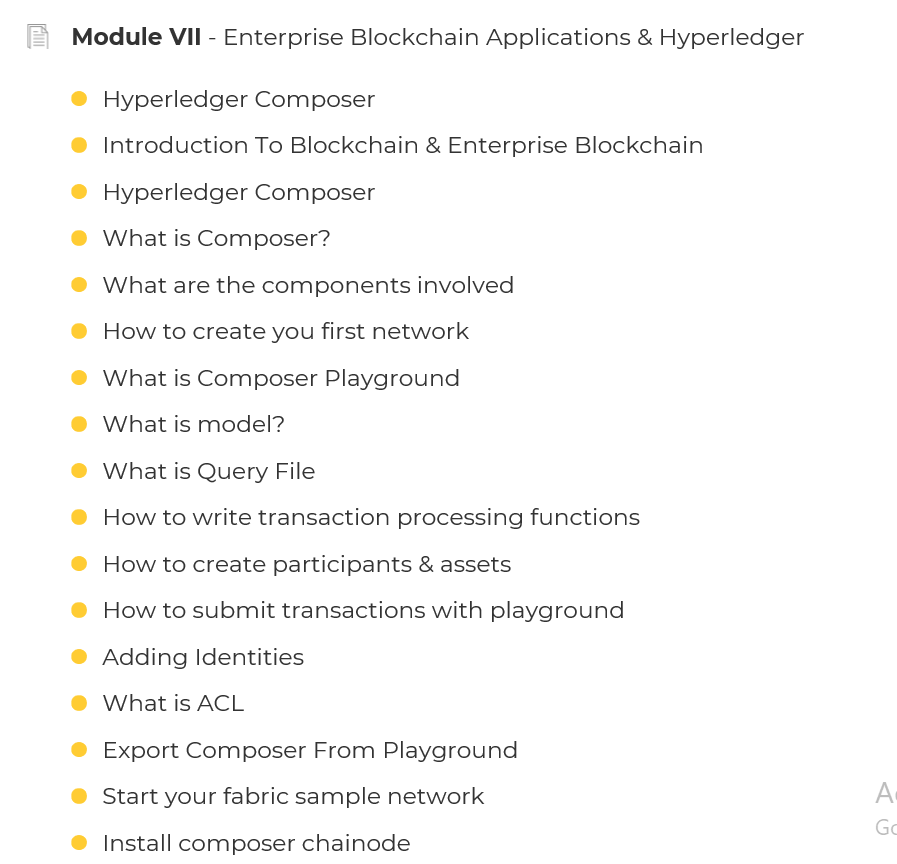 Module VII - Enterprise Blockchain Applications & Hyperledger
Hyperledger Composer
Introduction To Blockchain & Enterprise Blockchain
Hyperledger Composer
What is Composer?
What are the components involved
How to create you first network
What is Composer Playground
What is model?
What is Query File
How to write transaction processing functions
How to create participants & assets
How to submit transactions with playground
Adding Identities
What is ACL
Export Composer From Playground
Start your fabric sample network
Install composer chainode